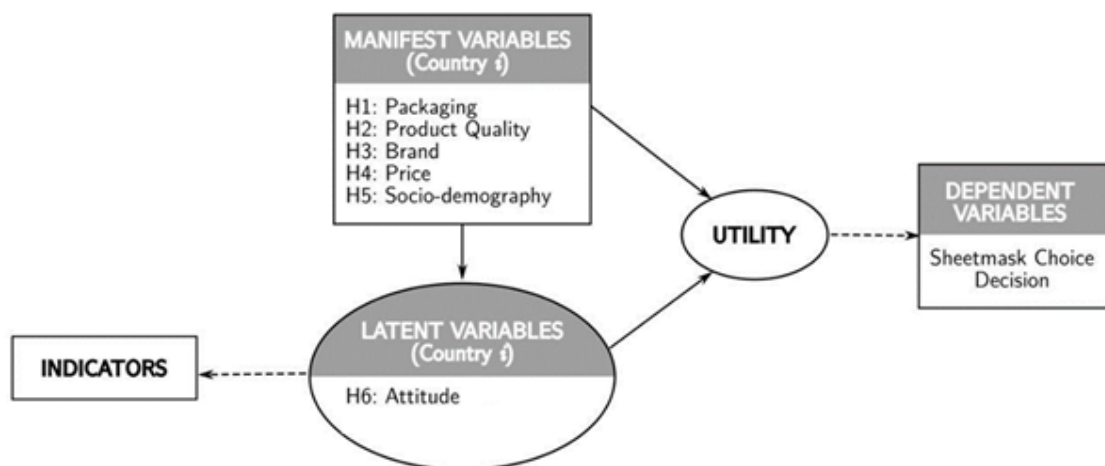 MANIFEST VARIABLES
(Country i)
H1: Packaging
H2: Product Quality
H3: Brand
H4: Price
H5: Socio-demography
UTILITY
DEPENDENT
VARIABLES
Sheetmask Choice
Decision
LATENT VARIABLES
(Country i)
H6: Attitude
INDICATORS